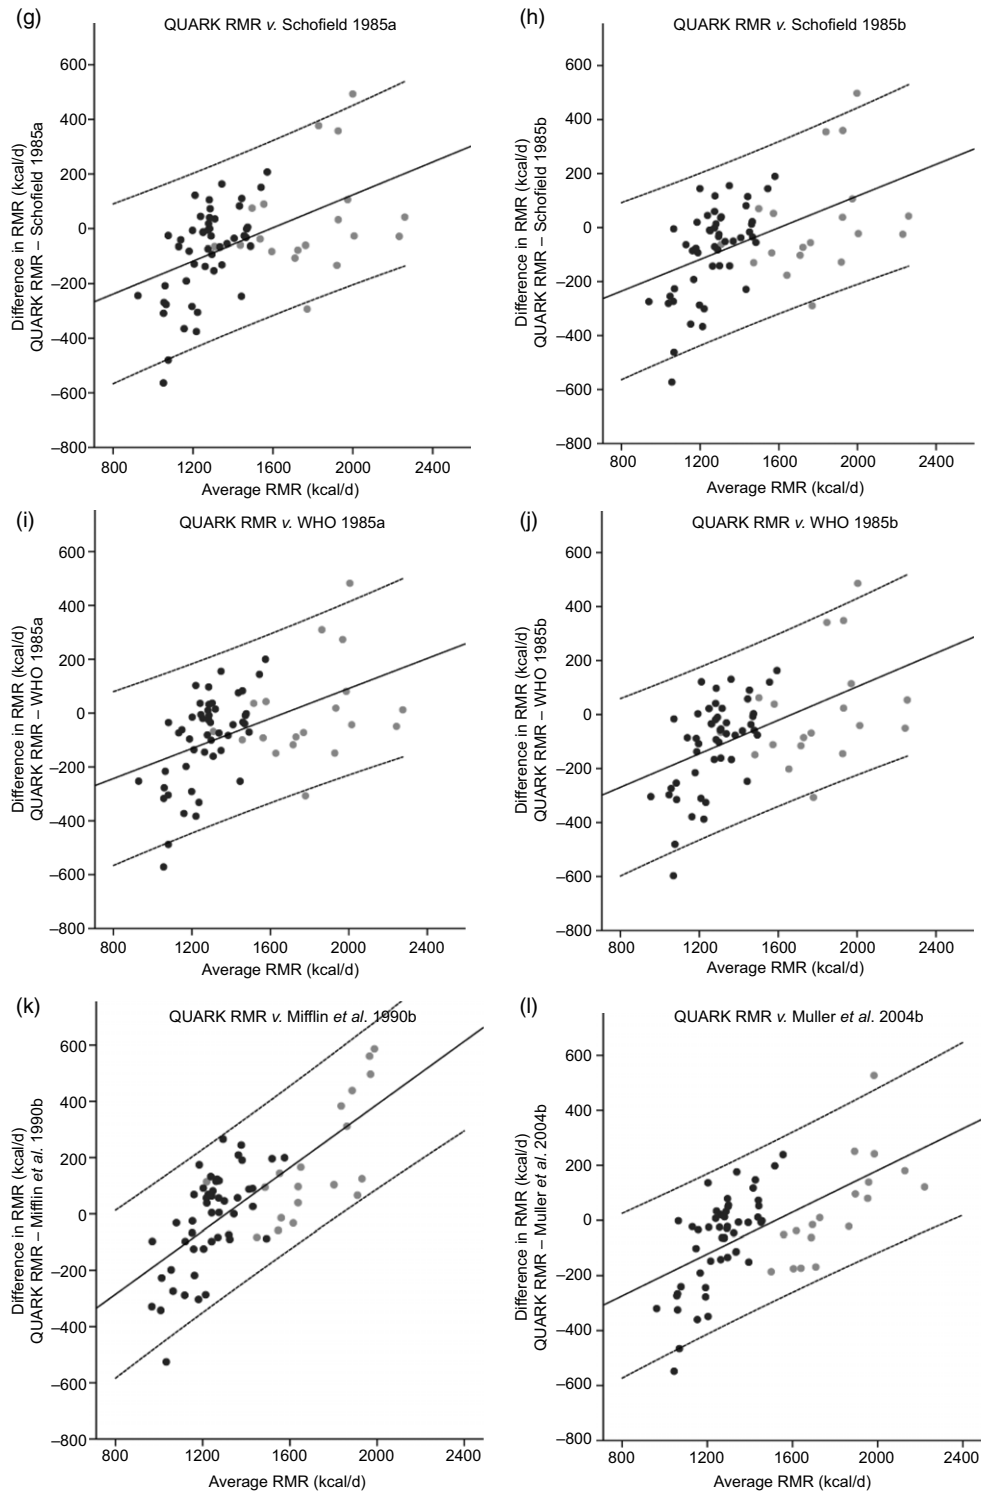 (g)
QUARK RMR v. Schofield 1985a
Difference in RMR (kcal/d)
QUARK RMR – Schofield 1985a
600
400
200
0
–200
–400
–600
–800
800 1200 1600 2000 2400
Average RMR (kcal/d)
(h)
QUARK RMR v. Schofield 1985b
Difference in RMR (kcal/d)
QUARK RMR – Schofield 1985b
600
400
200
0
–200
–400
–600
–800
800 1200 1600 2000 2400
Average RMR (kcal/d)
(i)
QUARK RMR v. WHO 1985a
Difference in RMR (kcal/d)
QUARK RMR – WHO 1985a
600
400
200
0
–200
–400
–600
–800
800 1200 1600 2000 2400
Average RMR (kcal/d)
(j)
QUARK RMR v. WHO 1985b
Difference in RMR (kcal/d)
QUARK RMR – WHO 1985b
600
400
200
0
–200
–400
–600
–800
800 1200 1600 2000 2400
Average RMR (kcal/d)
(k)
QUARK RMR v. Mifflin et al. 1990b
Difference in RMR (kcal/d)
QUARK RMR – Mifflin et al. 1990b
600
400
200
0
–200
–400
–600
–800
800 1200 1600 2000 2400
Average RMR (kcal/d)
(l)
QUARK RMR v. Muller et al. 2004b
Difference in RMR (kcal/d)
QUARK RMR – Muller et al. 2004b
600
400
200
0
–200
–400
–600
–800
800 1200 1600 2000 2400
Average RMR (kcal/d)